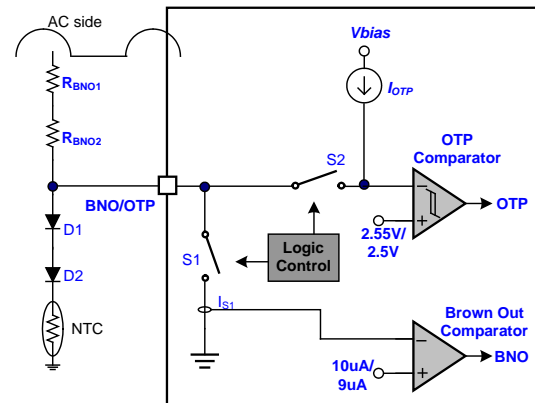 AC side
Vbias
RBNO1
IOTP
RBNO2
S2
OTP
Comparator
−
OTP
+
BNO/OTP
2.55V/
2.5V
D1
S1
Logic
Control
D2
IS1
Brown Out
Comparator
NTC
−
BNO
10uA/
9uA
+